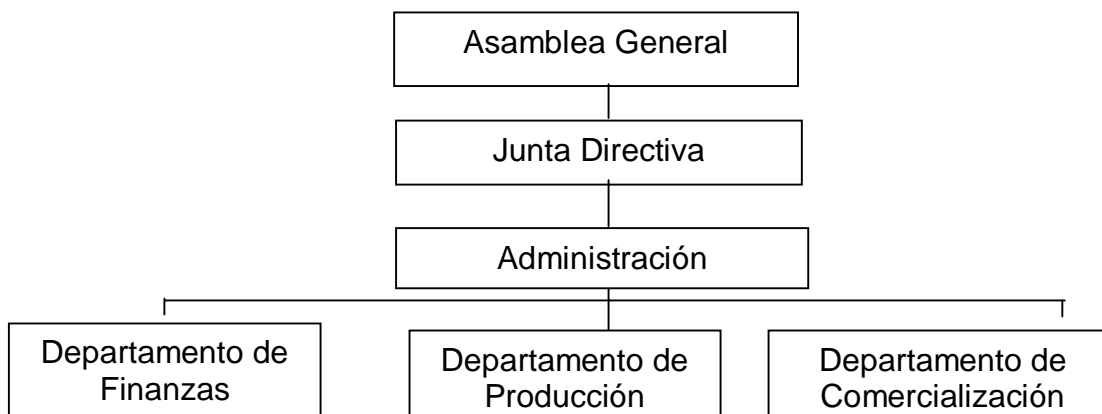 Asamblea General
Junta Directiva
Administración
Departamento de
Finanzas
Departamento de
Producción
Departamento de
Comercialización